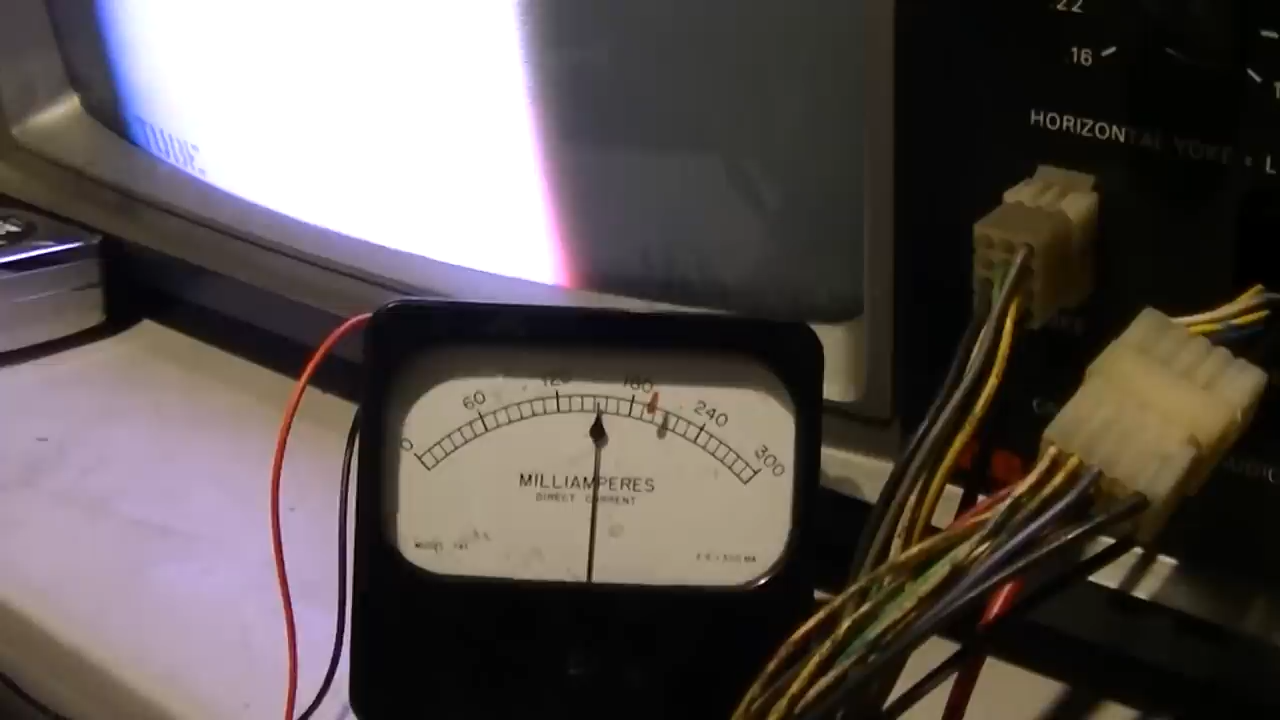 .22
.16
HORIZONTAL YOKE • L
0
60
120
180
240
300
MILLIAMPERES
DIRECT CURRENT